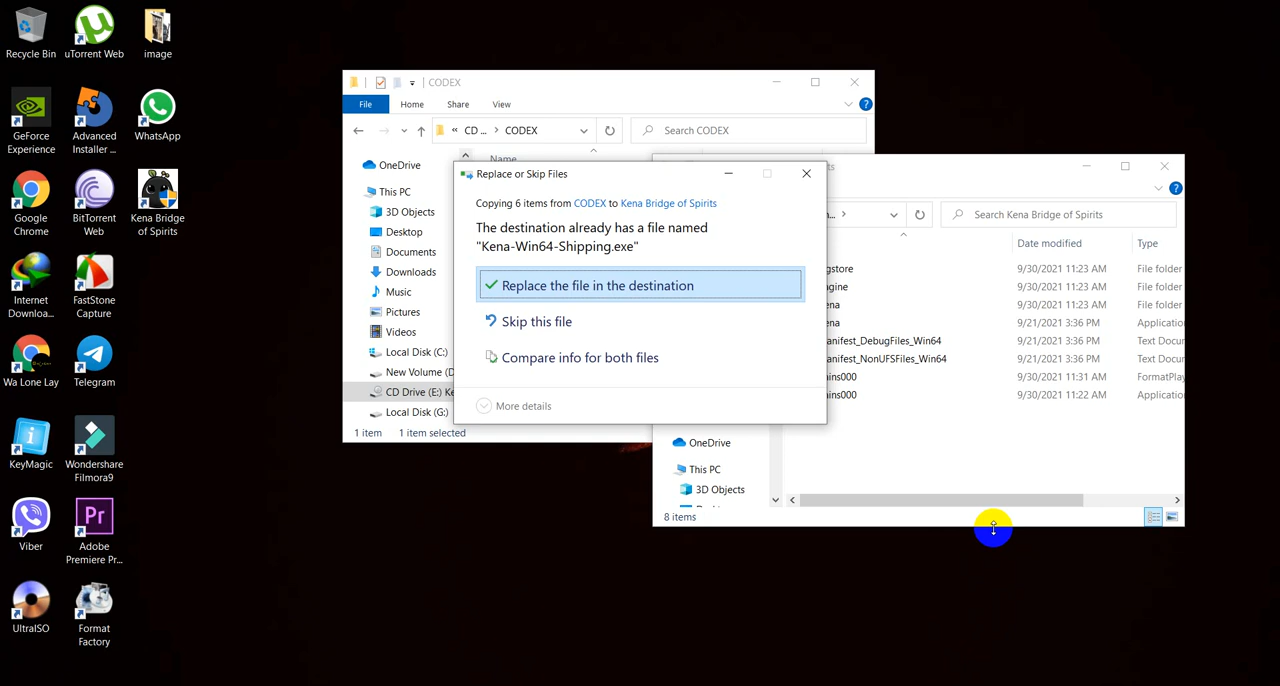 Recycle Bin
uTorrent Web
image
GeForce
Experience
Advanced
Installer ...
WhatsApp
Google
Chrome
BitTorrent
Web
Kena Bridge
of Spirits
Internet
Downloa...
FastStone
Capture
Wa Lone Lay
Telegram
KeyMagic
Wondershare
Filmora9
Viber
Pr
Adobe
Premiere Pr...
UltraISO
Format
Factory
CODEX
File
Home
Share
View
« CD ... > CODEX
Search CODEX
Name
OneDrive
This PC
3D Objects
Desktop
Documents
Downloads
Music
Pictures
Videos
Local Disk (C:)
New Volume (D
CD Drive (E:) Ke
Local Disk (G:)
1 item
1 item selected
Replace or Skip Files
Copying 6 items from CODEX to Kena Bridge of Spirits
The destination already has a file named
"Kena-Win64-Shipping.exe"
Replace the file in the destination
Skip this file
Compare info for both files
More details
ts
n... >
Search Kena Bridge of Spirits
Date modified
Type
gstore
9/30/2021 11:23 AM
File folder
ngine
9/30/2021 11:23 AM
File folder
ena
9/30/2021 11:23 AM
File folder
ena
9/21/2021 3:36 PM
Applicatio
anifest_DebugFiles_Win64
9/21/2021 3:36 PM
Text Docur
anifest_NonUFSFiles_Win64
9/21/2021 3:36 PM
Text Docur
ains000
9/30/2021 11:31 AM
FormatPlay
ains000
9/30/2021 11:22 AM
Applicatio
OneDrive
This PC
3D Objects
8 items